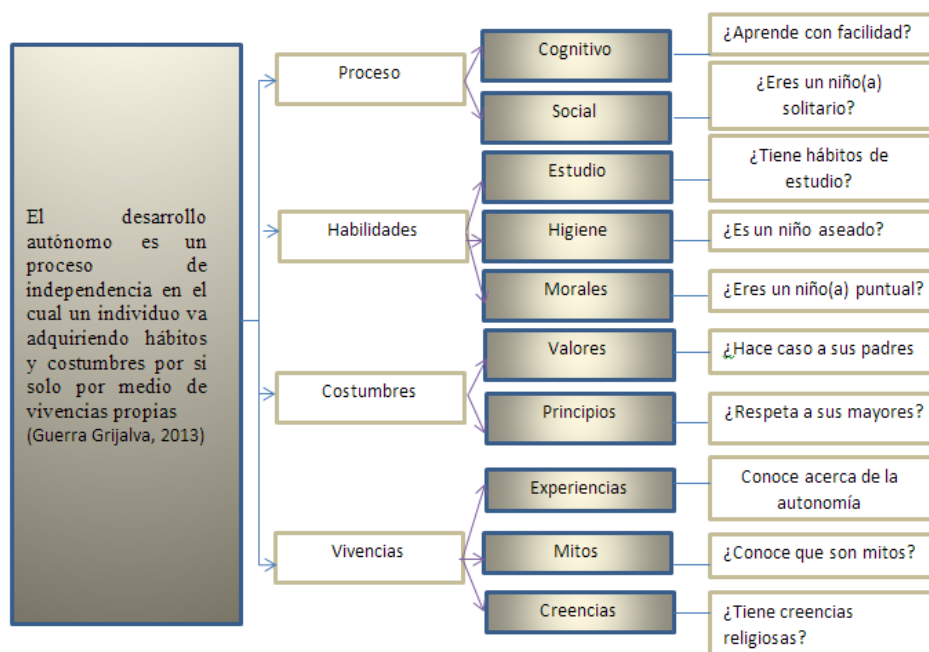 El desarrollo
autónomo es un
proceso de
independencia en el
cual un individuo va
adquiriendo hábitos
y costumbres por si
solo por medio de
vivencias propias
(Guerra Grijalva, 2013)
Proceso
Cognitivo
¿Aprende con facilidad?
Social
¿Eres un niño(a)
solitario?
Habilidades
Estudio
¿Tiene hábitos de
estudio?
Higiene
¿Es un niño aseado?
Morales
¿Eres un niño(a) puntual?
Costumbres
Valores
¿Hace caso a sus padres
Principios
¿Respeta a sus mayores?
Vivencias
Experiencias
Conoce acerca de la
autonomía
Mitos
¿Conoce que son mitos?
Creencias
¿Tiene creencias
religiosas?